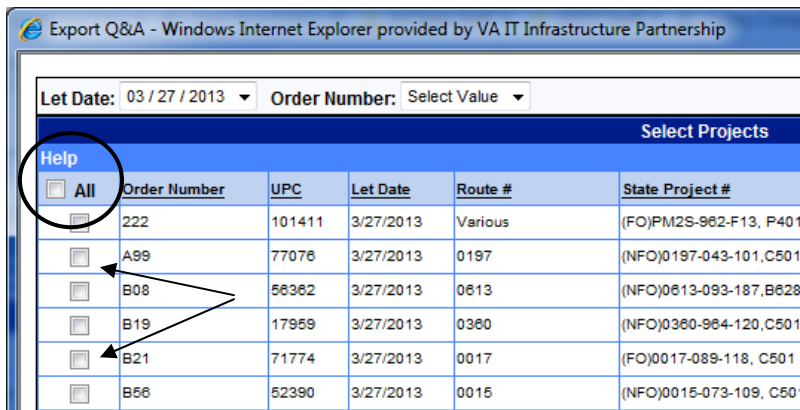 Export Q&A - Windows Internet Explorer provided by VA IT Infrastructure Partnership
Let Date: 03 / 27 / 2013 Order Number: Select Value
Select Projects
Help
All Order Number UPC Let Date Route # State Project #
222 101411 3/27/2013 Various (FO)PM2S-962-F13, P401
A99 77076 3/27/2013 0197 (NFO)0197-043-101,C501
B08 56362 3/27/2013 0613 (NFO)0613-093-187,B628
B19 17959 3/27/2013 0360 (NFO)0360-964-120,C501
B21 71774 3/27/2013 0017 (FO)0017-089-118, C501
B56 52390 3/27/2013 0015 (NFO)0015-073-109, C50